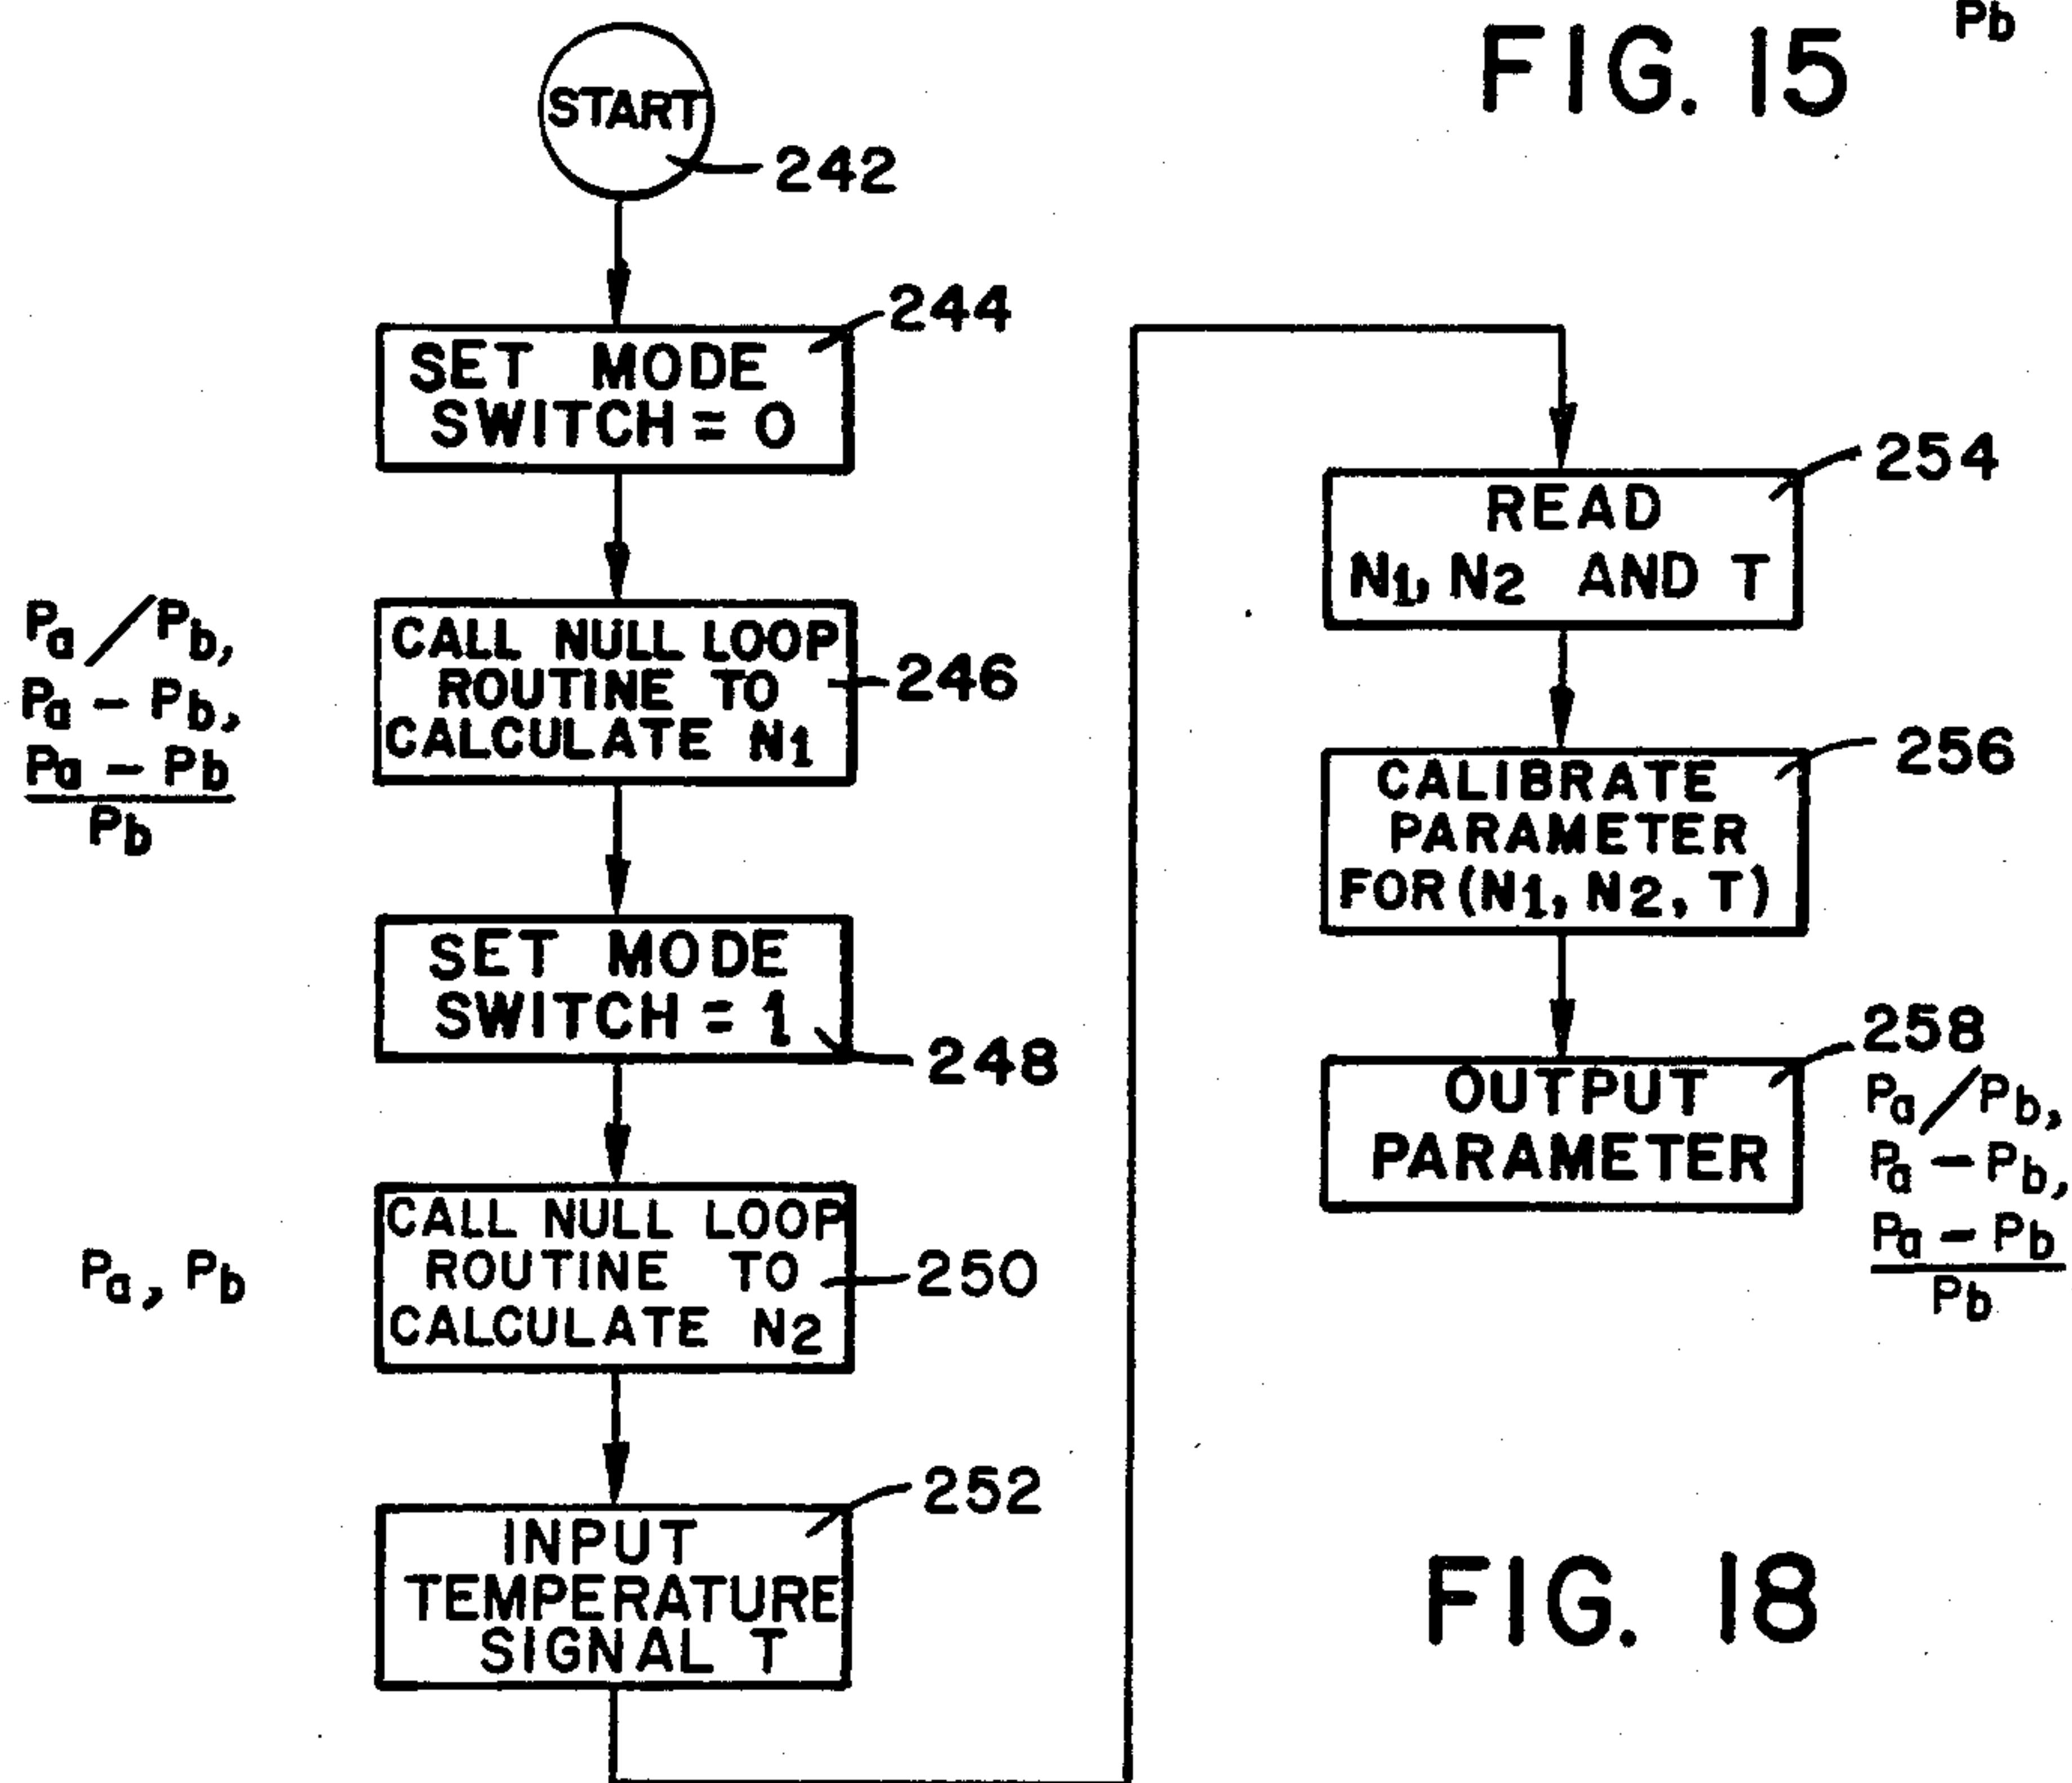 Pb
FIG. 15
START
242
244
SET MODE
SWITCH = 0
Pa/Pb,
Pa - Pb,
Pa - Pb
Pb
CALL NULL LOOP
ROUTINE TO
CALCULATE N1
246
SET MODE
SWITCH = 1
248
Pa, Pb
CALL NULL LOOP
ROUTINE TO
CALCULATE N2
250
252
INPUT
TEMPERATURE
SIGNAL T
254
READ
N1, N2 AND T
256
CALIBRATE
PARAMETER
FOR (N1, N2, T)
258
OUTPUT
PARAMETER
Pa/Pb,
Pa - Pb,
Pa - Pb
Pb
FIG. 18